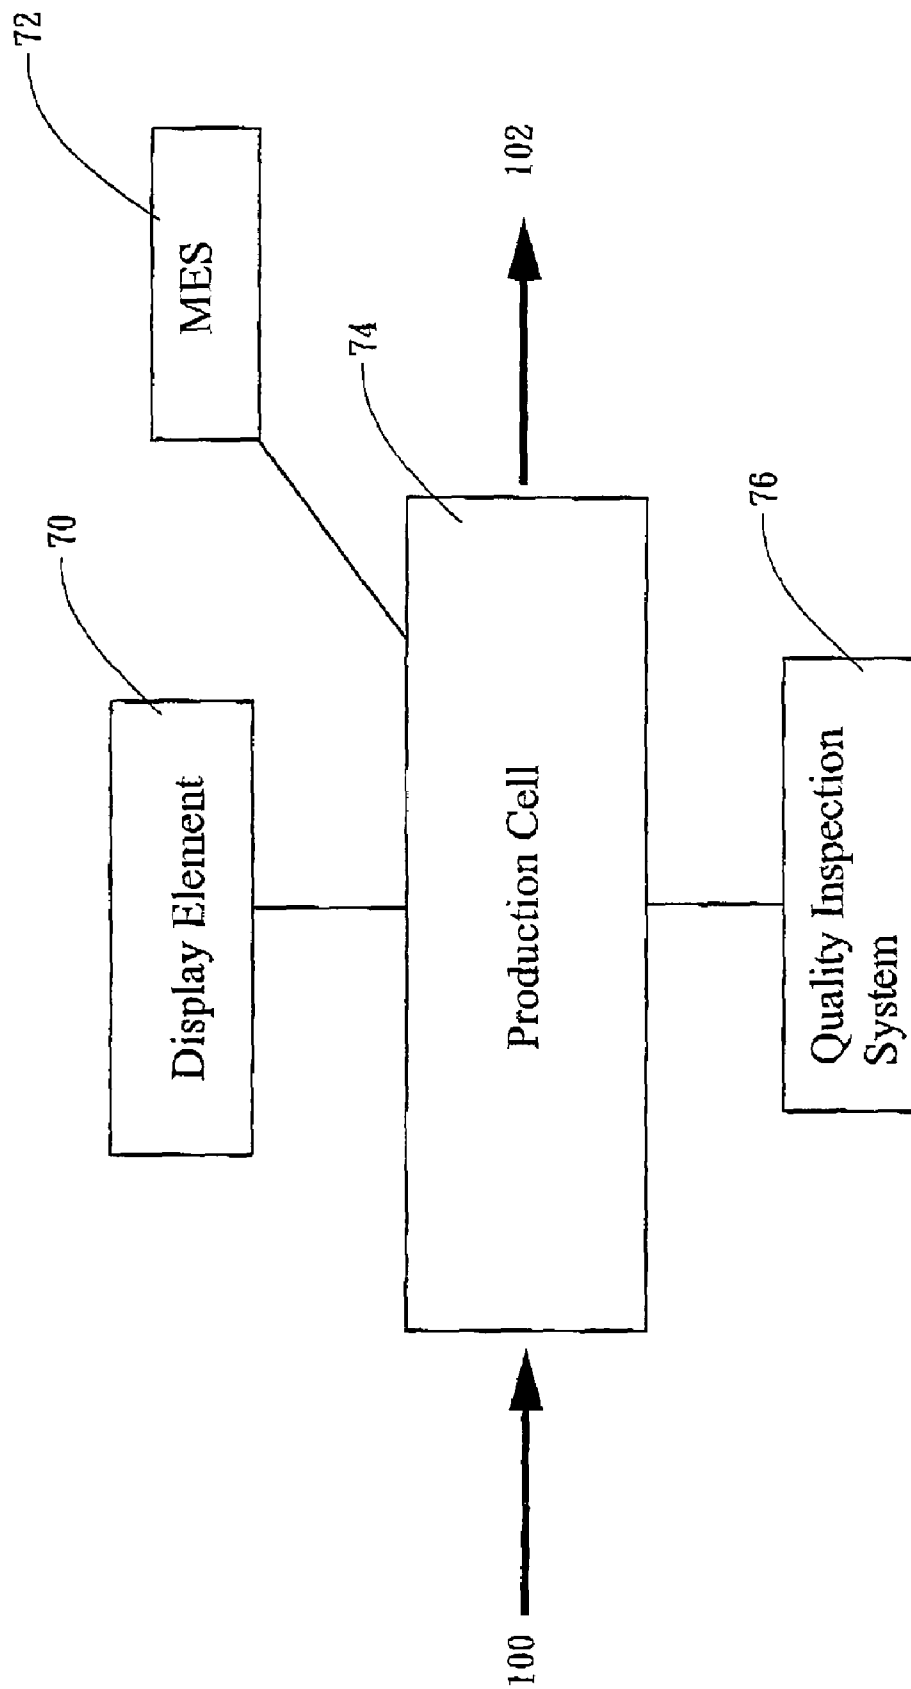 72
MES
70
Display Element
74
102
Production Cell
100
76
Quality Inspection
System